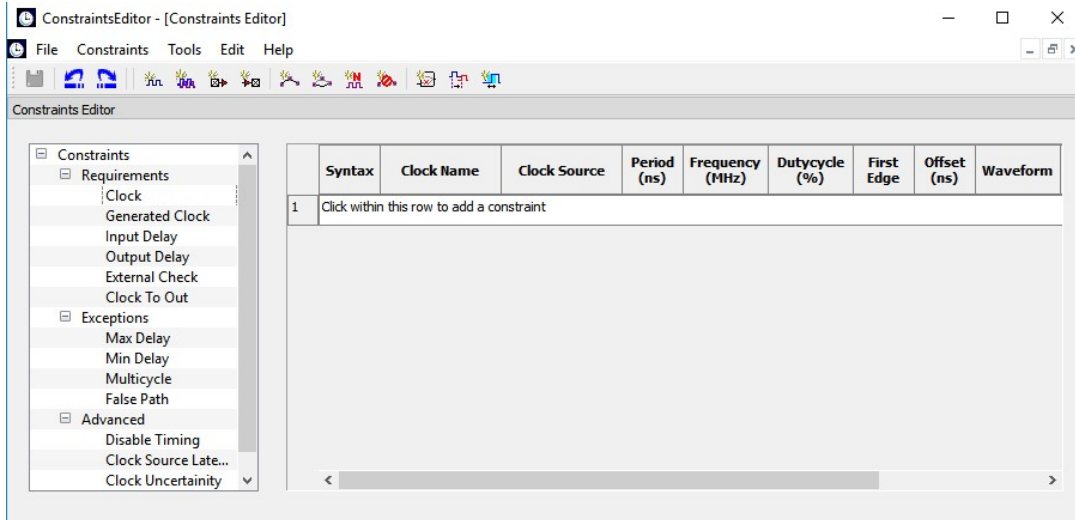 ConstraintsEditor - [Constraints Editor]
File Constraints Tools Edit Help
Constraints Editor
Constraints
Requirements
Clock
Generated Clock
Input Delay
Output Delay
External Check
Clock To Out
Exceptions
Max Delay
Min Delay
Multicycle
False Path
Advanced
Disable Timing
Clock Source Late...
Clock Uncertainity
Syntax Clock Name Clock Source Period (ns) Frequency (MHz) Dutycycle (%) First Edge Offset (ns) Waveform
1 Click within this row to add a constraint